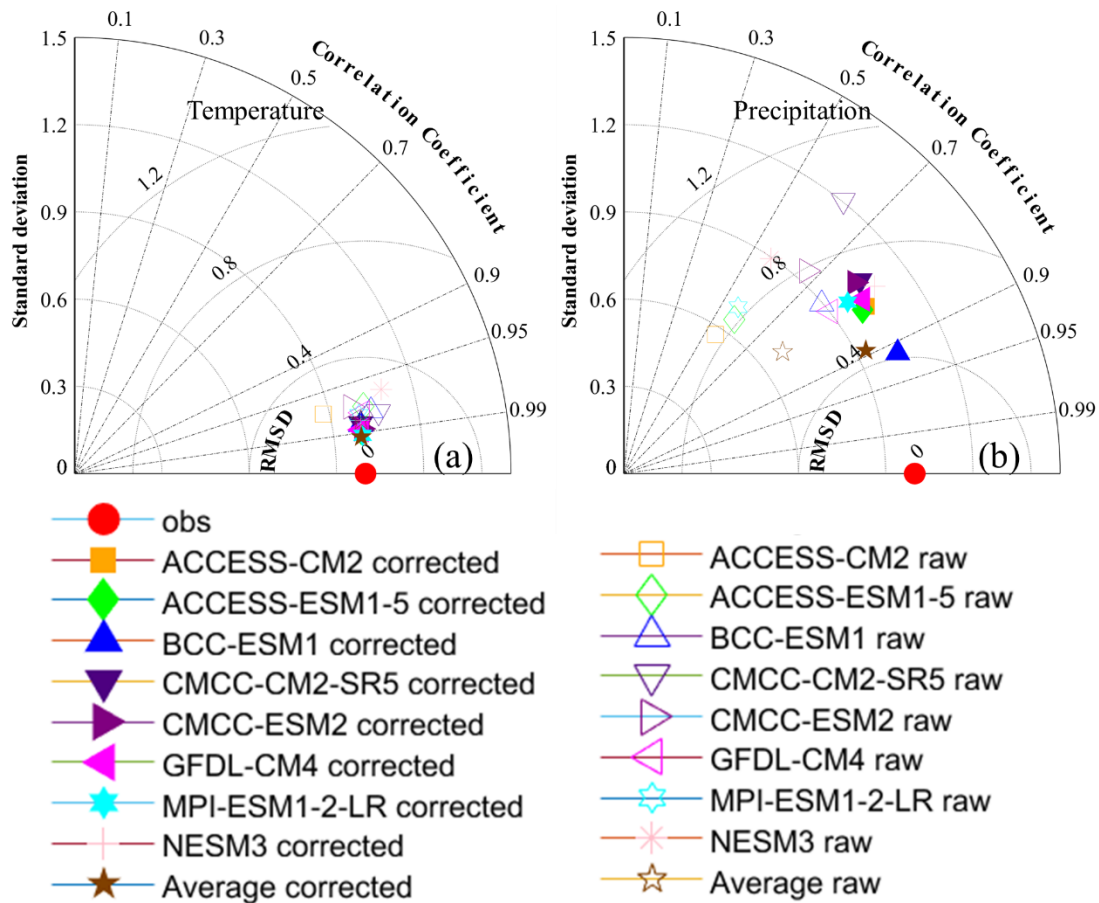 0.1
0.3
0.5
0.7
0.9
0.95
0.99
Correlation Coefficient
Temperature
Standard deviation
1.5
1.2
0.9
0.6
0.3
0
1.2
0.8
0.4
0
RMSD
(a)
0.1
0.3
0.5
0.7
0.9
0.95
0.99
Correlation Coefficient
Precipitation
Standard deviation
1.5
1.2
0.9
0.6
0.3
0
1.2
0.8
0.4
0
RMSD
(b)
obs
ACCESS-CM2 corrected
ACCESS-ESM1-5 corrected
BCC-ESM1 corrected
CMCC-CM2-SR5 corrected
CMCC-ESM2 corrected
GFDL-CM4 corrected
MPI-ESM1-2-LR corrected
NESM3 corrected
Average corrected
ACCESS-CM2 raw
ACCESS-ESM1-5 raw
BCC-ESM1 raw
CMCC-CM2-SR5 raw
CMCC-ESM2 raw
GFDL-CM4 raw
MPI-ESM1-2-LR raw
NESM3 raw
Average raw